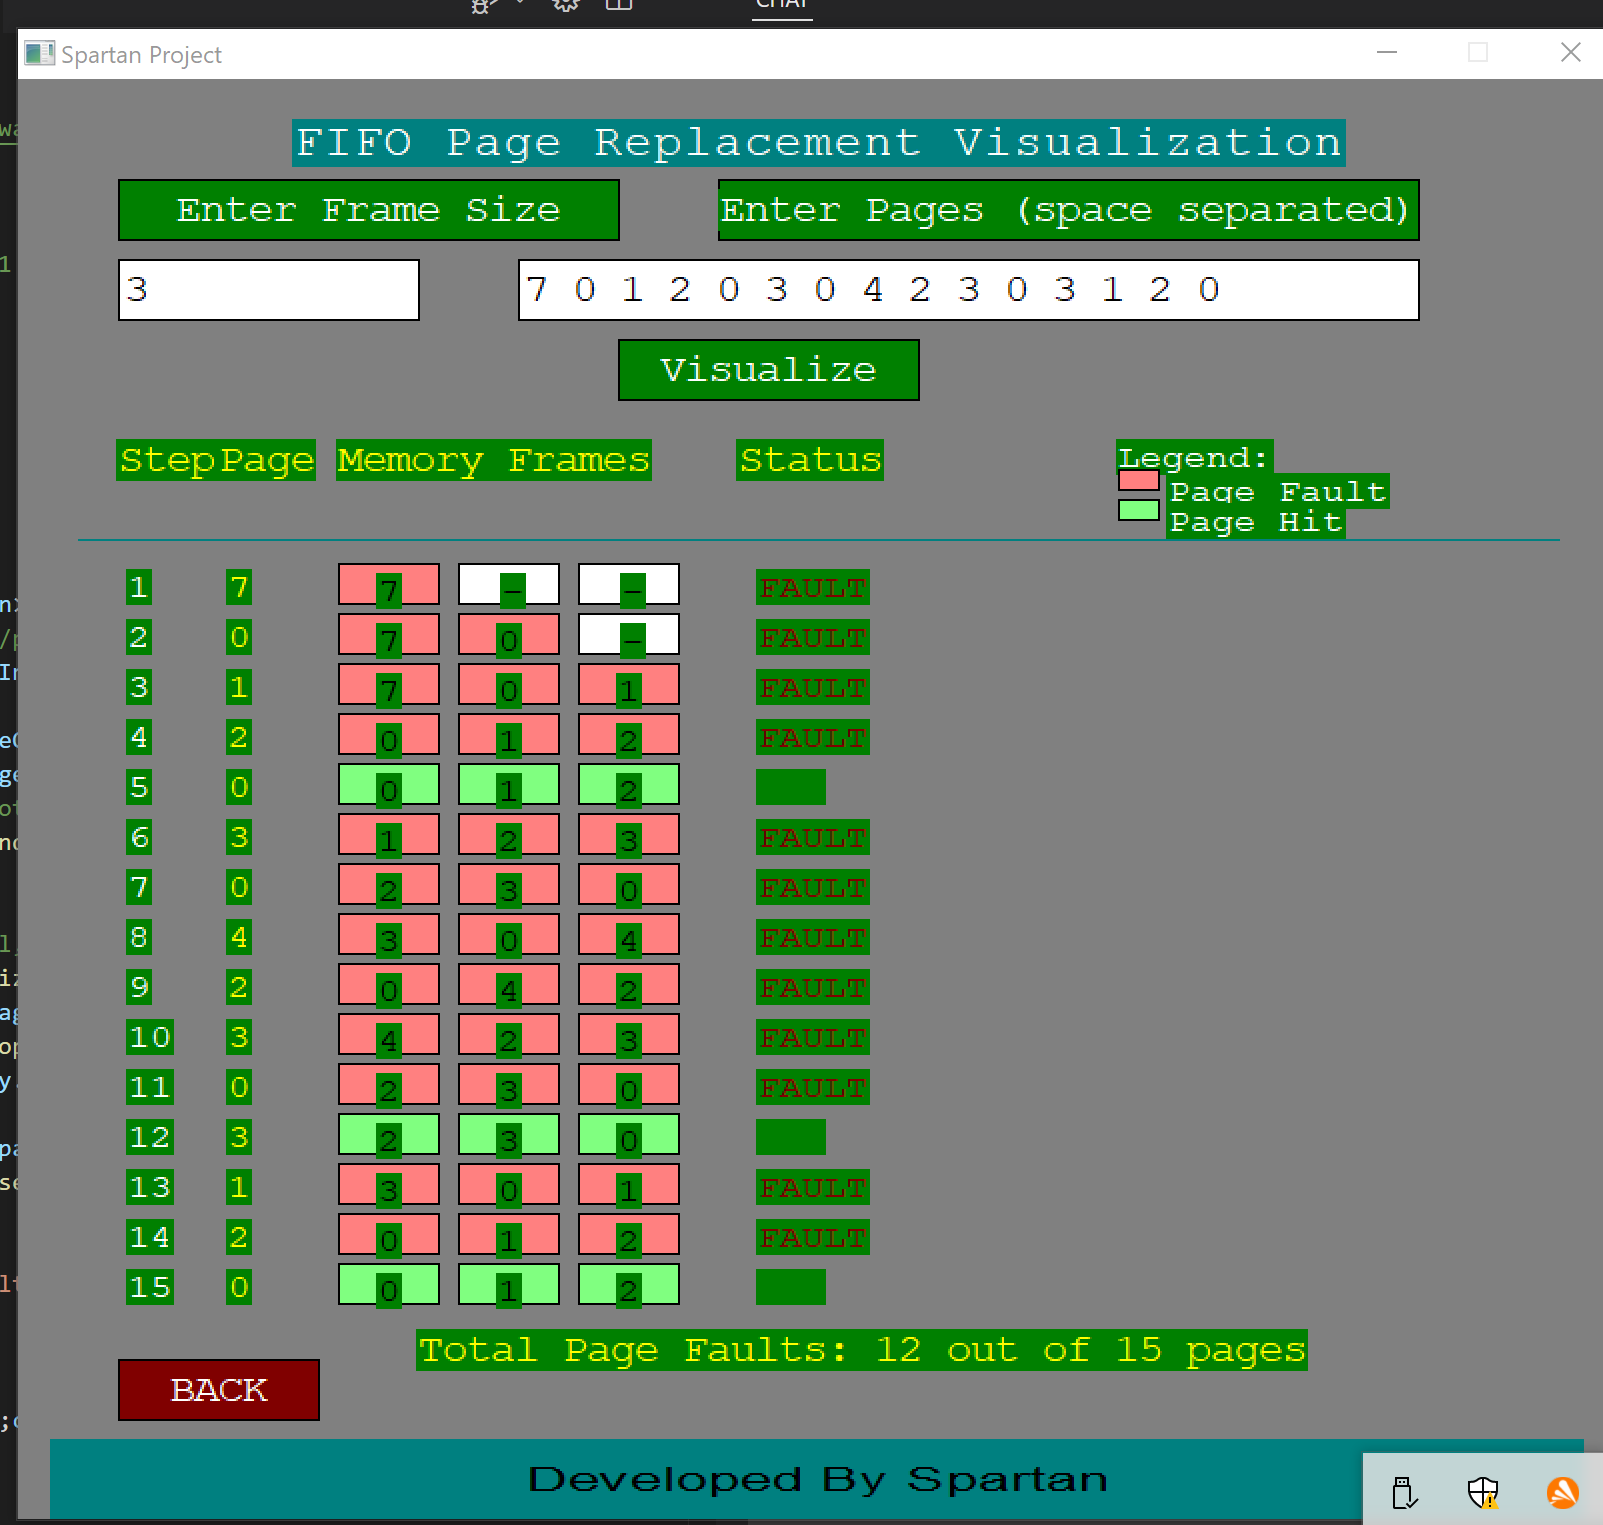 CHAT
Spartan Project
FIFO Page Replacement Visualization
Enter Frame Size Enter Pages (space separated)
3 7 0 1 2 0 3 0 4 2 3 0 3 1 2 0
Visualize
Step Page Memory Frames Status Legend:
Page Fault
Page Hit
1 7 7 - - FAULT
2 0 7 0 - FAULT
3 1 7 0 1 FAULT
4 2 0 1 2 FAULT
5 0 0 1 2
6 3 1 2 3 FAULT
7 0 2 3 0 FAULT
8 4 3 0 4 FAULT
9 2 0 4 2 FAULT
10 3 4 2 3 FAULT
11 0 2 3 0 FAULT
12 3 2 3 0
13 1 3 0 1 FAULT
14 2 0 1 2 FAULT
15 0 0 1 2
Total Page Faults: 12 out of 15 pages
BACK
Developed By Spartan